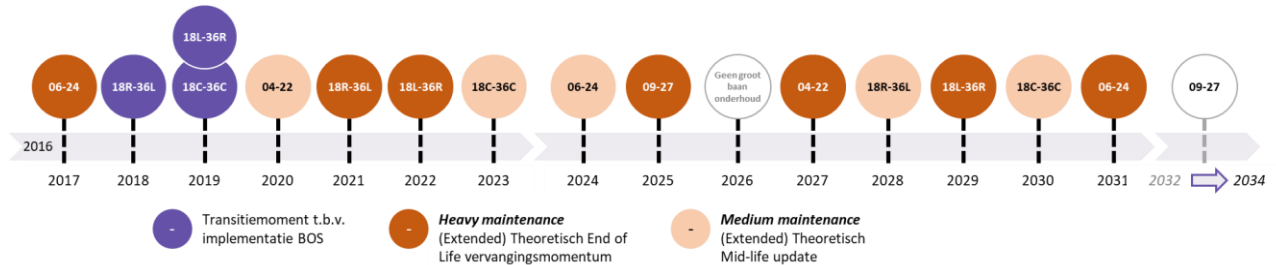 18L-36R
06-24
18R-36L
18C-36C
04-22
18R-36L
18L-36R
18C-36C
06-24
09-27
Geen groot
baan
onderhoud
04-22
18R-36L
18L-36R
18C-36C
06-24
09-27
2016
2017
2018
2019
2020
2021
2022
2023
2024
2025
2026
2027
2028
2029
2030
2031
2032
2034
-
Transitiemoment t.b.v.
implementatie BOS
-
Heavy maintenance
(Extended) Theoretisch End of
Life vervangingsmomentum
-
Medium maintenance
(Extended) Theoretisch
Mid-life update